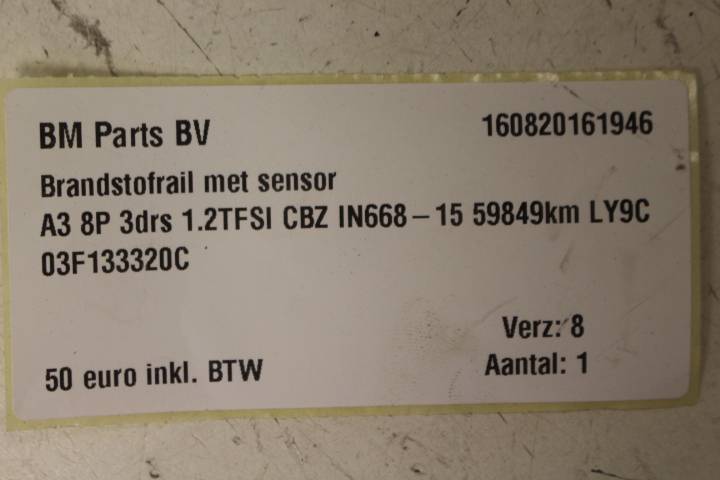 BM Parts BV 160820161946
Brandstofrail met sensor
A3 8P 3drs 1.2TFSI CBZ IN668-15 59849km LY9C
03F133320C
Verz: 8
50 euro inkl. BTW Aantal: 1